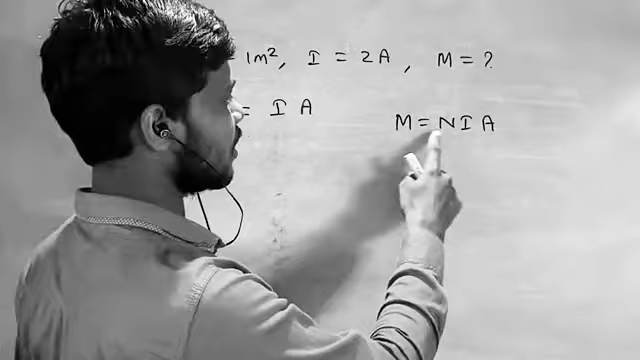 1m², I = 2A, M = ?
= I A
M = N I A